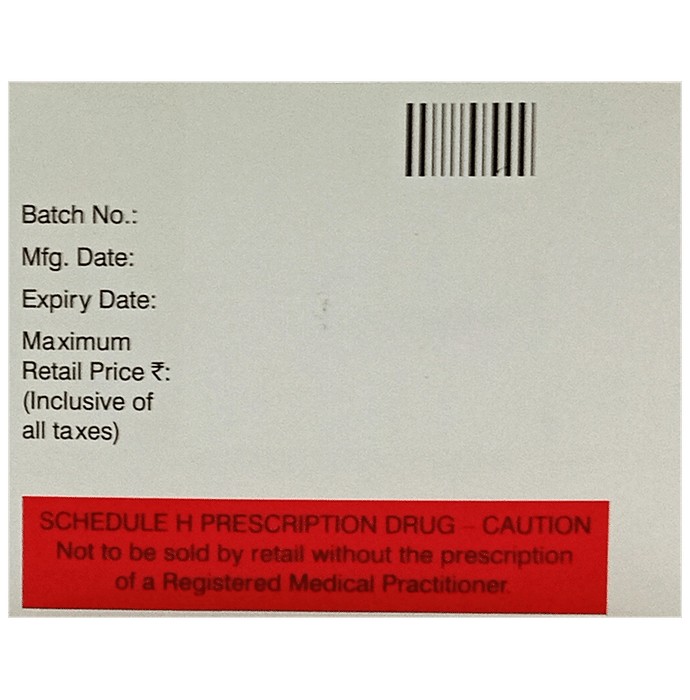 Batch No.:
Mfg. Date:
Expiry Date:
Maximum
Retail Price ₹:
(Inclusive of
all taxes)
SCHEDULE H PRESCRIPTION DRUG – CAUTION
Not to be sold by retail without the prescription
of a Registered Medical Practitioner.